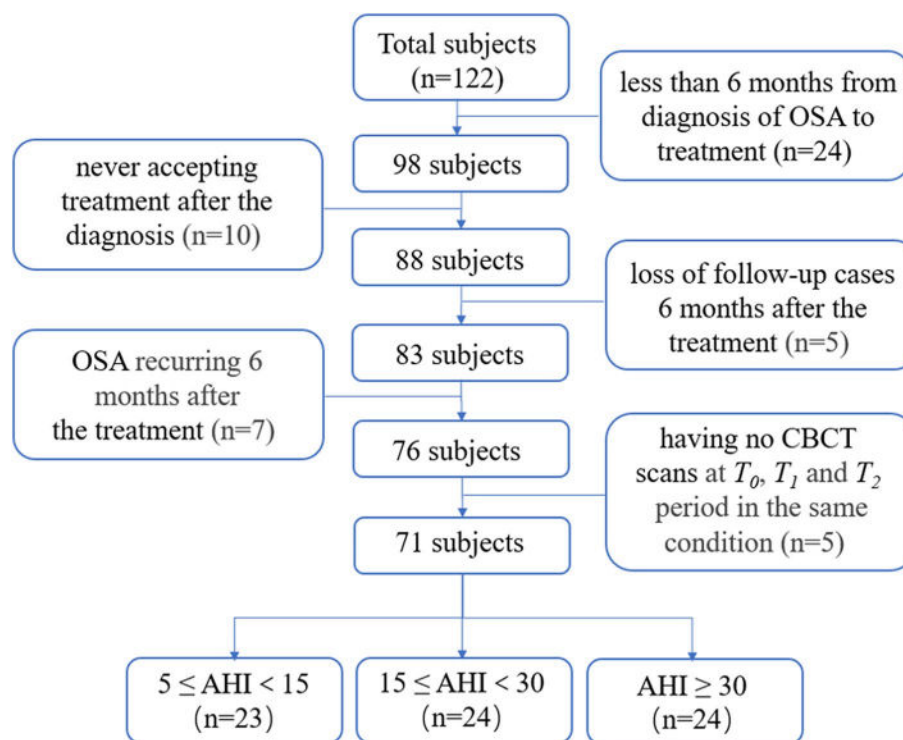 Total subjects
(n=122)
less than 6 months from
diagnosis of OSA to
treatment (n=24)
98 subjects
never accepting
treatment after the
diagnosis (n=10)
88 subjects
loss of follow-up cases
6 months after the
treatment (n=5)
83 subjects
OSA recurring 6
months after
the treatment (n=7)
76 subjects
having no CBCT
scans at T₀, T₁ and T₂
period in the same
condition (n=5)
71 subjects
5 ≤ AHI < 15
(n=23)
15 ≤ AHI < 30
(n=24)
AHI ≥ 30
(n=24)